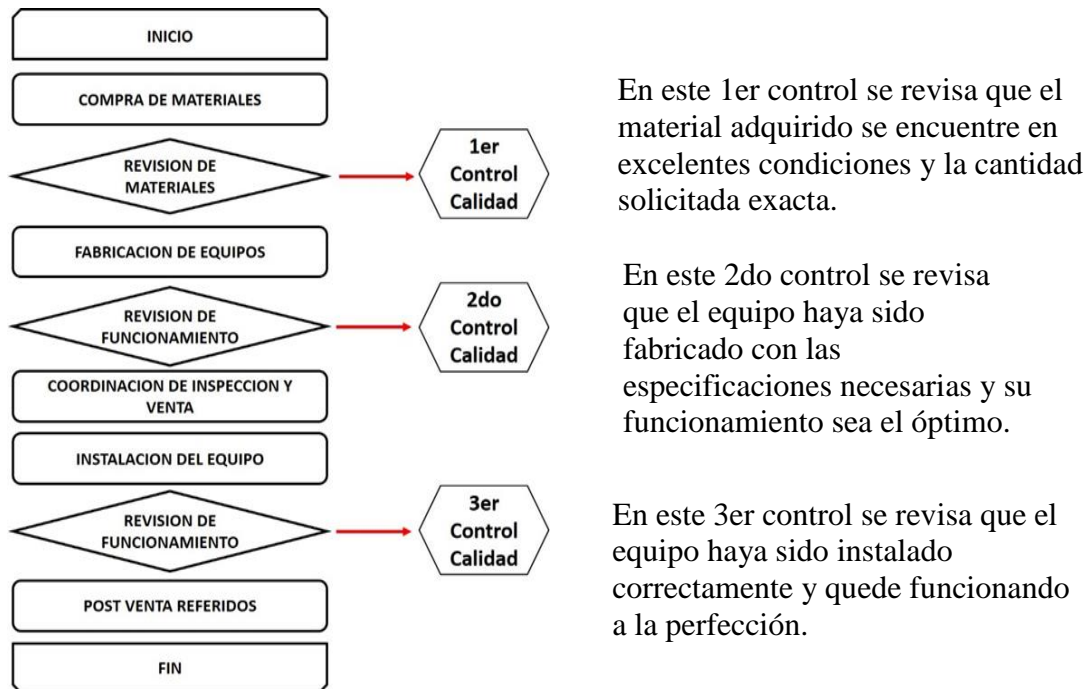 INICIO
COMPRA DE MATERIALES
REVISION DE
MATERIALES
1er
Control
Calidad
En este 1er control se revisa que el
material adquirido se encuentre en
excelentes condiciones y la cantidad
solicitada exacta.
FABRICACION DE EQUIPOS
REVISION DE
FUNCIONAMIENTO
2do
Control
Calidad
En este 2do control se revisa
que el equipo haya sido
fabricado con las
especificaciones necesarias y su
funcionamiento sea el óptimo.
COORDINACION DE INSPECCION Y
VENTA
INSTALACION DEL EQUIPO
REVISION DE
FUNCIONAMIENTO
3er
Control
Calidad
En este 3er control se revisa que el
equipo haya sido instalado
correctamente y quede funcionando
a la perfección.
POST VENTA REFERIDOS
FIN